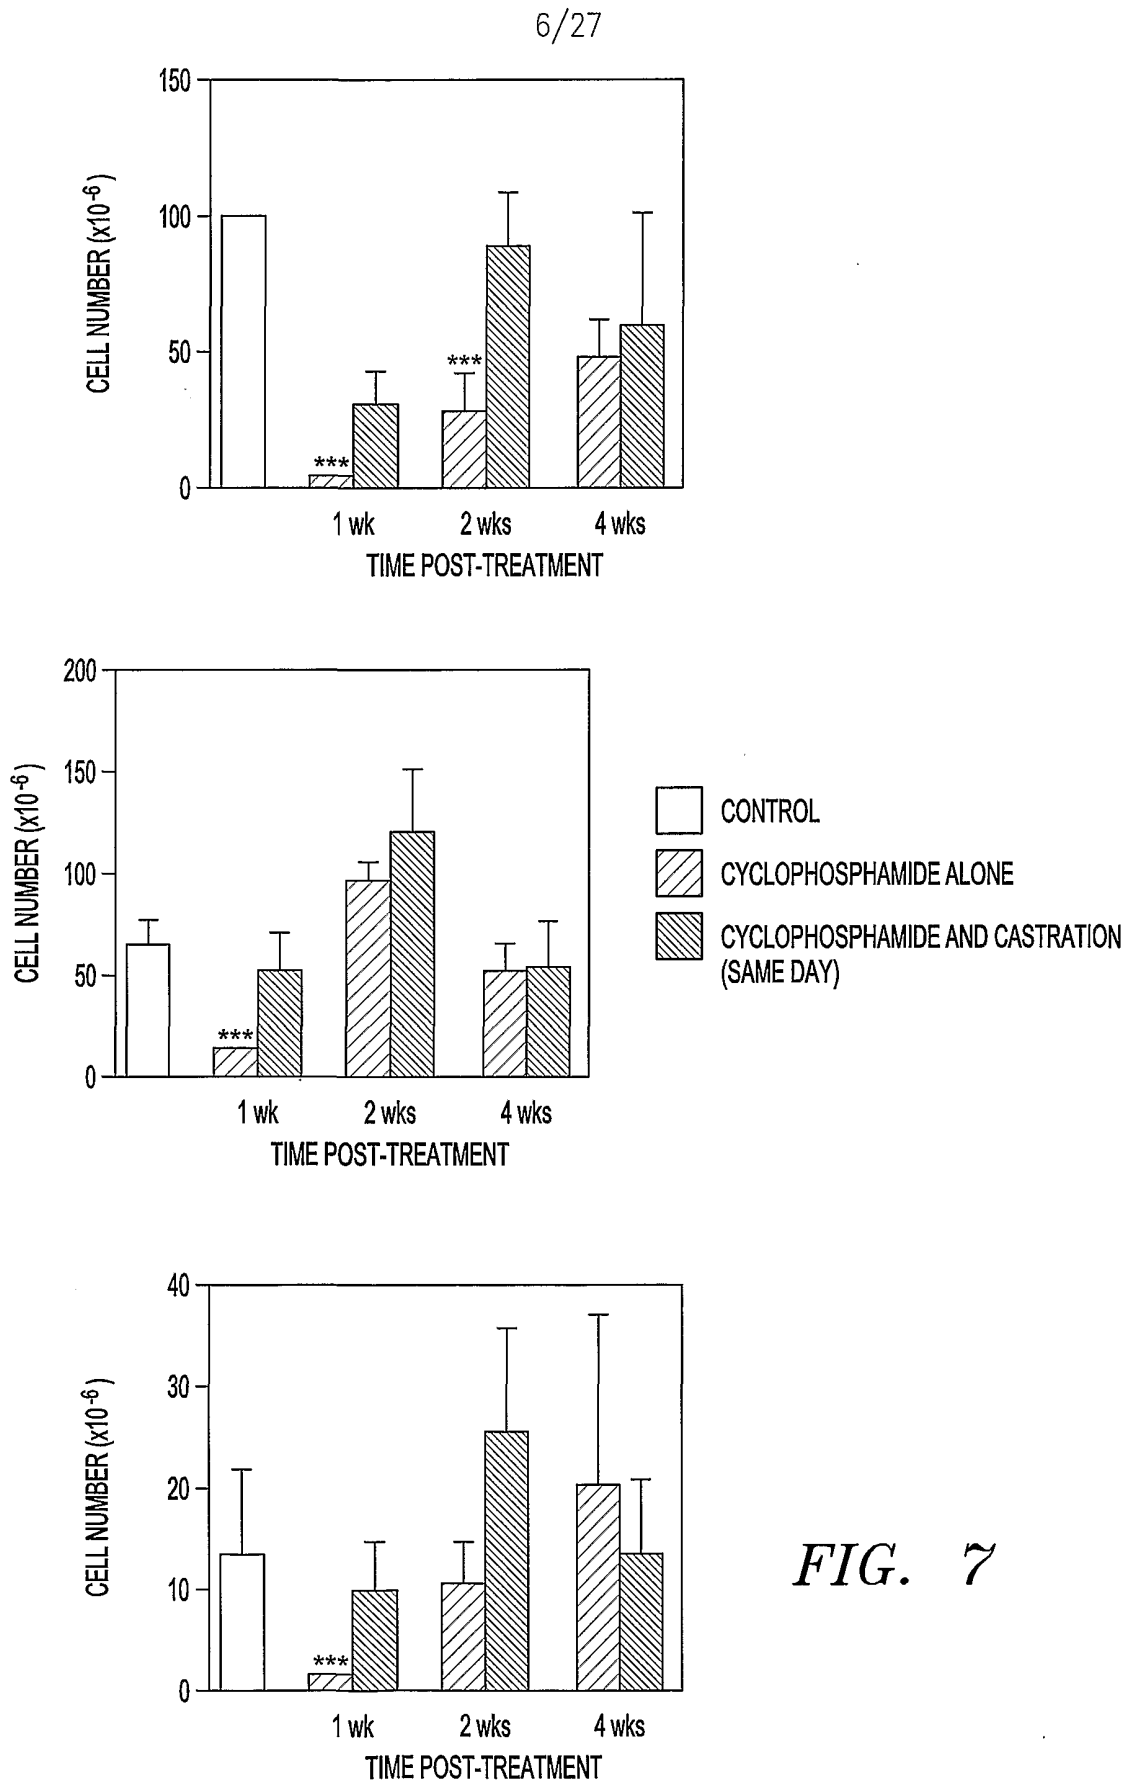 6/27
150
100
50
0
CELL NUMBER (x10-6)
***
***
1 wk
2 wks
4 wks
TIME POST-TREATMENT
200
150
100
50
0
CELL NUMBER (x10-6)
***
1 wk
2 wks
4 wks
TIME POST-TREATMENT
CONTROL
CYCLOPHOSPHAMIDE ALONE
CYCLOPHOSPHAMIDE AND CASTRATION
(SAME DAY)
40
30
20
10
0
CELL NUMBER (x10-6)
***
1 wk
2 wks
4 wks
TIME POST-TREATMENT
FIG. 7